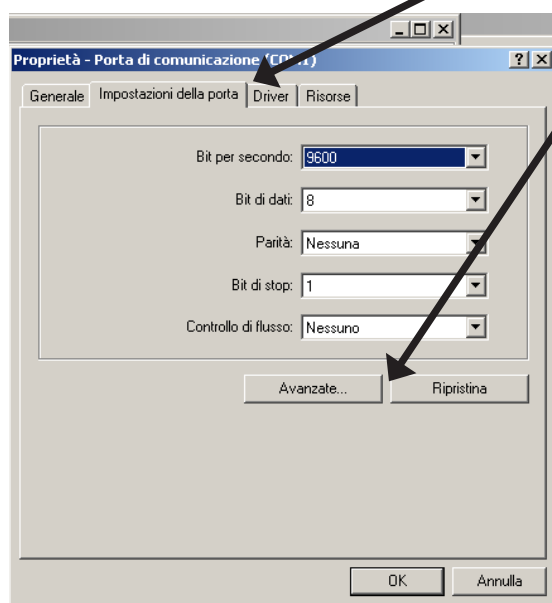 Proprietà - Porta di comunicazione (COM1)
Generale Impostazioni della porta Driver Risorse
Bit per secondo: 9600
Bit di dati: 8
Parità: Nessuna
Bit di stop: 1
Controllo di flusso: Nessuno
Avanzate... Ripristina
OK Annulla